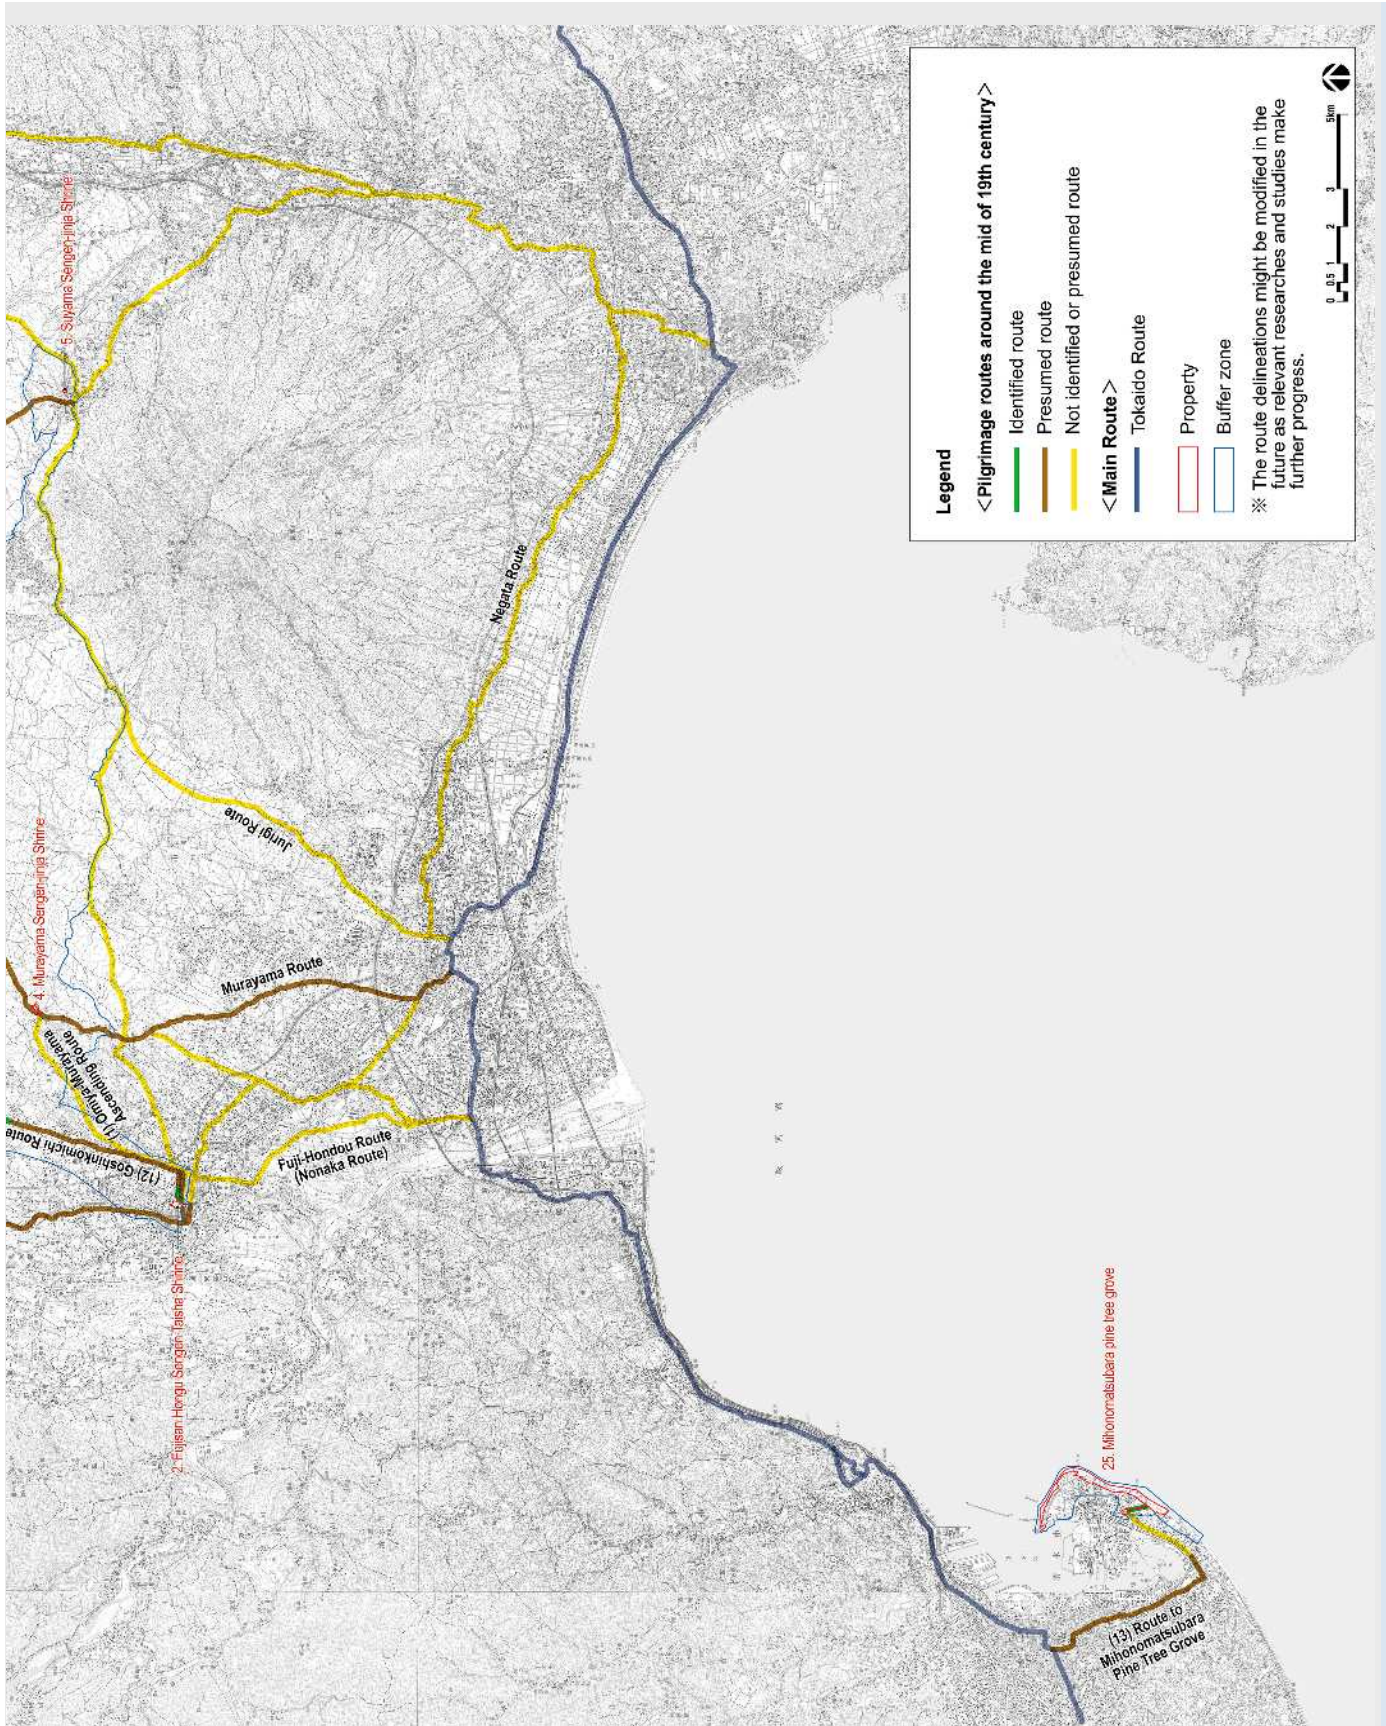 5. Suyama Sengen-jinja Shrine
4. Murayama Sengen-jinja Shrine
(1) Omiya-Murayama
Ascending Route
(12) Goshinkomichi Route
2. Fujisan Hongu Sengen Taisha Shrine
Murayama Route
Jurigi Route
Negata Route
Fuji-Hondou Route
(Nonaka Route)
25. Mihonomatsubara pine tree grove
(13) Route to
Mihonomatsubara
Pine Tree Grove
Legend
<Pilgrimage routes around the mid of 19th century>
Identified route
Presumed route
Not identified or presumed route
<Main Route>
Tokaido Route
Property
Buffer zone
※ The route delineations might be modified in the
future as relevant researches and studies make
further progress.
0 0.5 1 2 3 5km